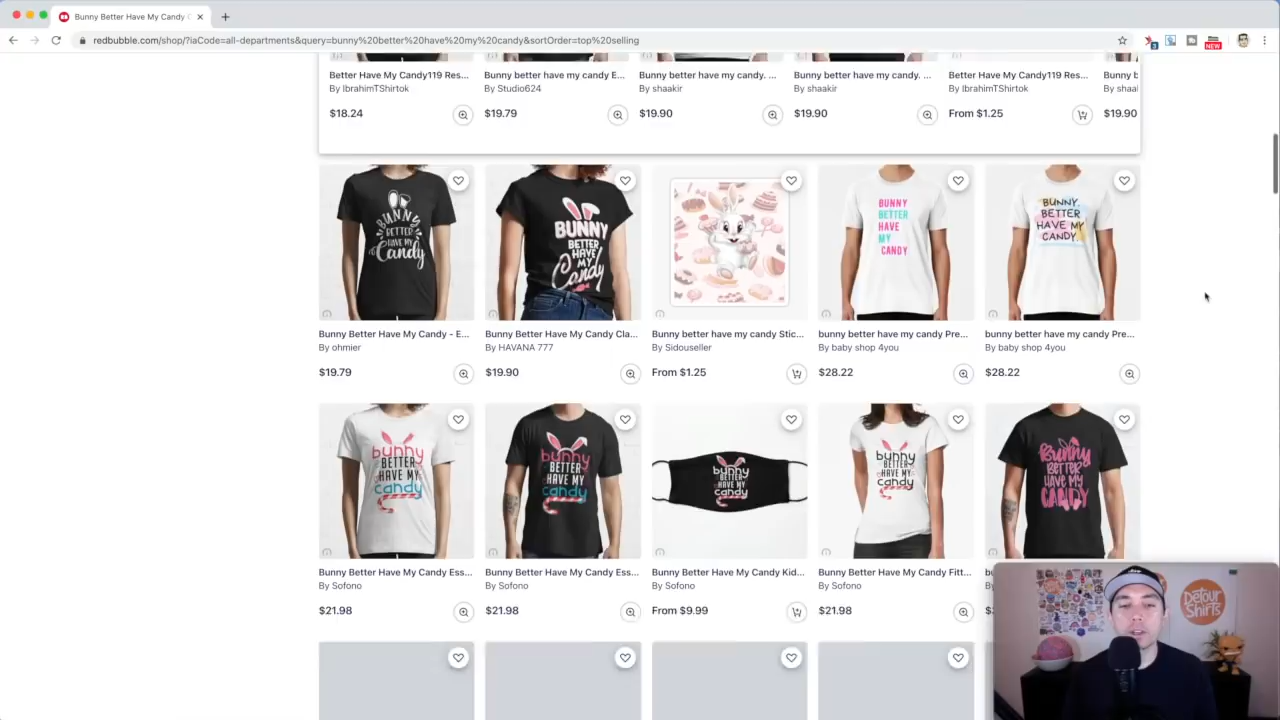 Bunny Better Have My Candy
redbubble.com/shop/?iaCode=all-departments&query=bunny%20better%20have%20my%20candy&sortOrder=top%20selling
NEW
Better Have My Candy119 Res...
Bunny better have my candy E...
Bunny better have my candy. ...
Bunny better have my candy. ...
Better Have My Candy119 Res...
Bunny b
By IbrahimTShirtok
By Studio624
By shaakir
By shaakir
By IbrahimTShirtok
By shaal
$18.24
$19.79
$19.90
$19.90
From $1.25
$19.90
BUNNY
BETTER
HAVE MY
Candy
BUNNY
BETTER
HAVE
MY
Candy
BUNNY
BETTER
HAVE
MY
CANDY
BUNNY,
BETTER
HAVE MY
CANDY.
Bunny Better Have My Candy - E...
Bunny Better Have My Candy Cla...
Bunny better have my candy Stic...
bunny better have my candy Pre...
bunny better have my candy Pre...
By ohmier
By HAVANA 777
By Sidouseller
By baby shop 4you
By baby shop 4you
$19.79
$19.90
From $1.25
$28.22
$28.22
bunny
BETTER
HAVE MY
candy
bunny
BETTER
HAVE MY
candy
bunny
BETTER
HAVE MY
candy
bunny
BETTER
HAVE MY
candy
Bunny
BETTER
HAVE MY
CANDY
Bunny Better Have My Candy Ess...
Bunny Better Have My Candy Ess...
Bunny Better Have My Candy Kid...
Bunny Better Have My Candy Fitt...
By Sofono
By Sofono
By Sofono
By Sofono
$21.98
$21.98
From $9.99
$21.98
DeTour
SHirTS